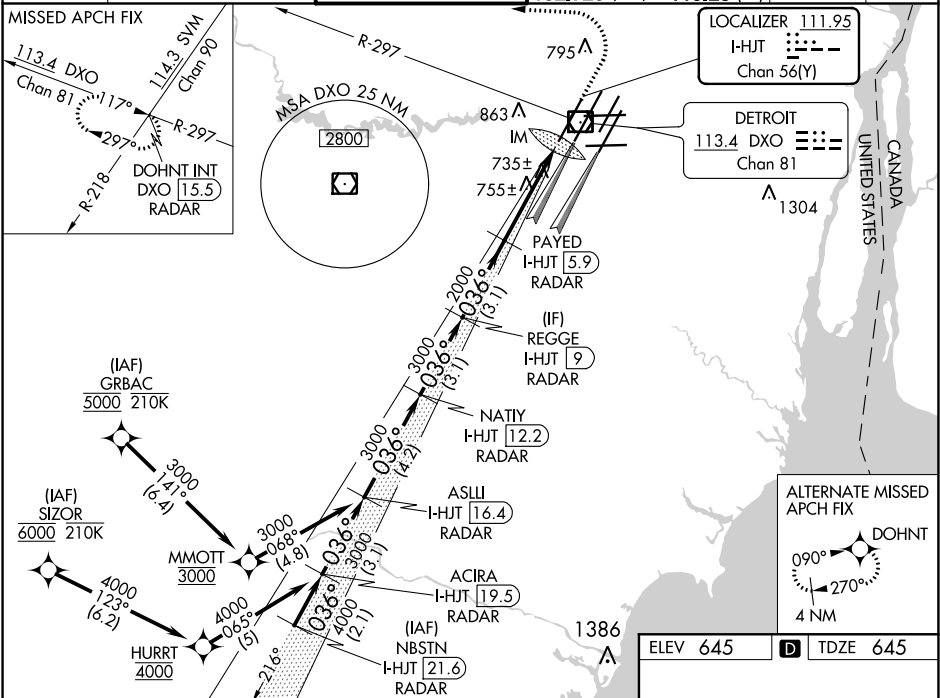 MISSED APCH FIX
113.4 DXO
Chan 81
114.3 SVM
Chan 90
117°
297°
R-297
R-218
DOHNT INT
DXO 15.5
RADAR
R-297
MSA DXO 25 NM
2800
795
863
IM
735±
755±
LOCALIZER 111.95
I-HJT
Chan 56(Y)
DETROIT
113.4 DXO
Chan 81
1304
CANADA
UNITED STATES
PAYED
I-HJT 5.9
RADAR
2000
036°
(3.1)
(IF)
REGGE
I-HJT 9
RADAR
3000
036°
(3.1)
NATIY
I-HJT 12.2
RADAR
3000
036°
(4.2)
ASLLI
I-HJT 16.4
RADAR
036°
3000
(3.1)
ACIRA
I-HJT 19.5
RADAR
036°
4000
(2.1)
(IAF)
NBSTN
I-HJT 21.6
RADAR
216°
(IAF)
GRBAC
5000 210K
3000
141°
(6.4)
(IAF)
SIZOR
6000 210K
4000
123°
(6.2)
MMOTT
3000
3000
068°
(4.8)
HURRT
4000
4000
065°
(5)
1386
ALTERNATE MISSED
APCH FIX
DOHNT
090°
270°
4 NM
ELEV 645
D
TDZE 645